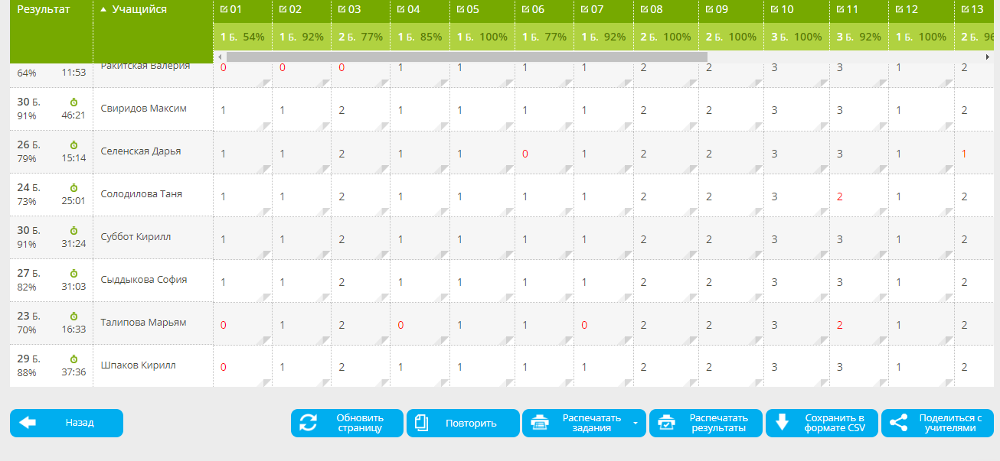 Результат ▲ Учащийся 01 02 03 04 05 06 07 08 09 10 11 12 13
1 Б. 54% 1 Б. 92% 2 Б. 77% 1 Б. 85% 1 Б. 100% 1 Б. 77% 1 Б. 92% 2 Б. 100% 2 Б. 100% 3 Б. 100% 3 Б. 92% 1 Б. 100% 2 Б. 96
64% 11:53 Ракитская Валерия 0 0 0 1 1 1 1 2 2 3 3 1 2
30 Б.
91% 46:21 Свиридов Максим 1 1 2 1 1 1 1 2 2 3 3 1 2
26 Б.
79% 15:14 Селенская Дарья 1 1 2 1 1 0 1 2 2 3 3 1 1
24 Б.
73% 25:01 Солодилова Таня 1 1 2 1 1 1 1 2 2 3 2 1 2
30 Б.
91% 31:24 Суббот Кирилл 1 1 2 1 1 1 1 2 2 3 3 1 2
27 Б.
82% 31:03 Сыддыкова София 1 1 2 1 1 1 1 2 2 3 3 1 2
23 Б.
70% 16:33 Талипова Марьям 0 1 2 0 1 1 0 2 2 3 2 1 2
29 Б.
88% 37:36 Шпаков Кирилл 0 1 2 1 1 1 1 2 2 3 3 1 2
Назад
Обновить
страницу
Повторить
Распечатать
задания
Распечатать
результаты
Сохранить в
формате CSV
Поделиться с
учителями